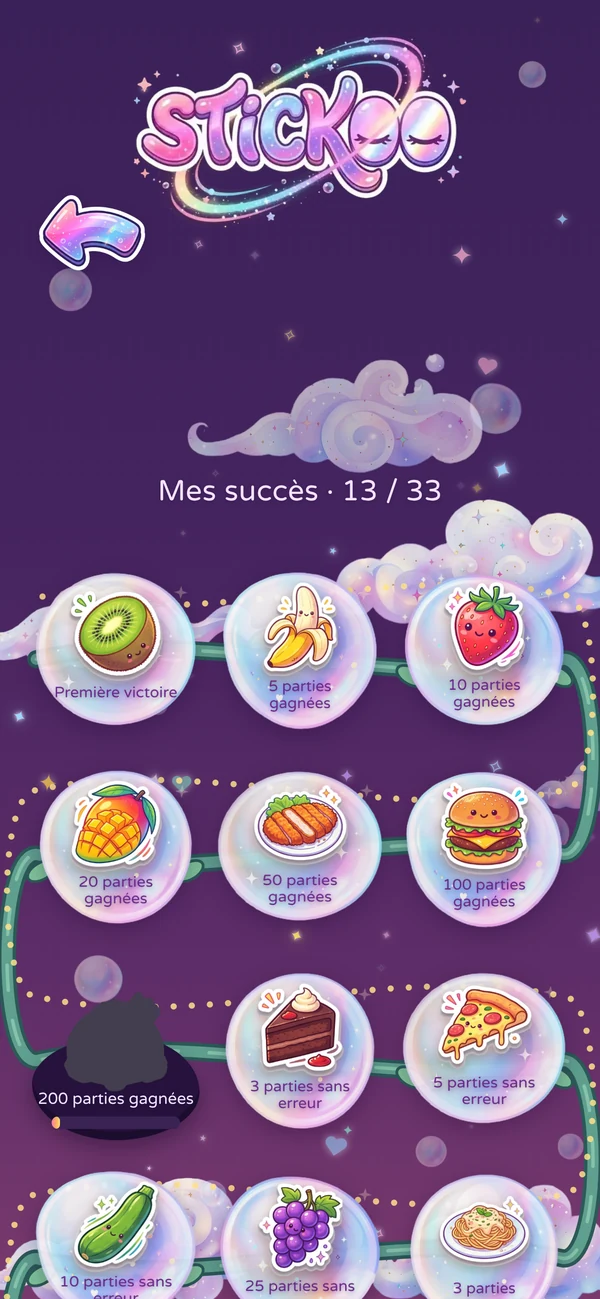 STiCKOO
Mes succès · 13 / 33
Première victoire
5 parties
gagnées
10 parties
gagnées
20 parties
gagnées
50 parties
gagnées
100 parties
gagnées
200 parties gagnées
3 parties sans
erreur
5 parties sans
erreur
10 parties sans
erreur
25 parties sans
3 parties